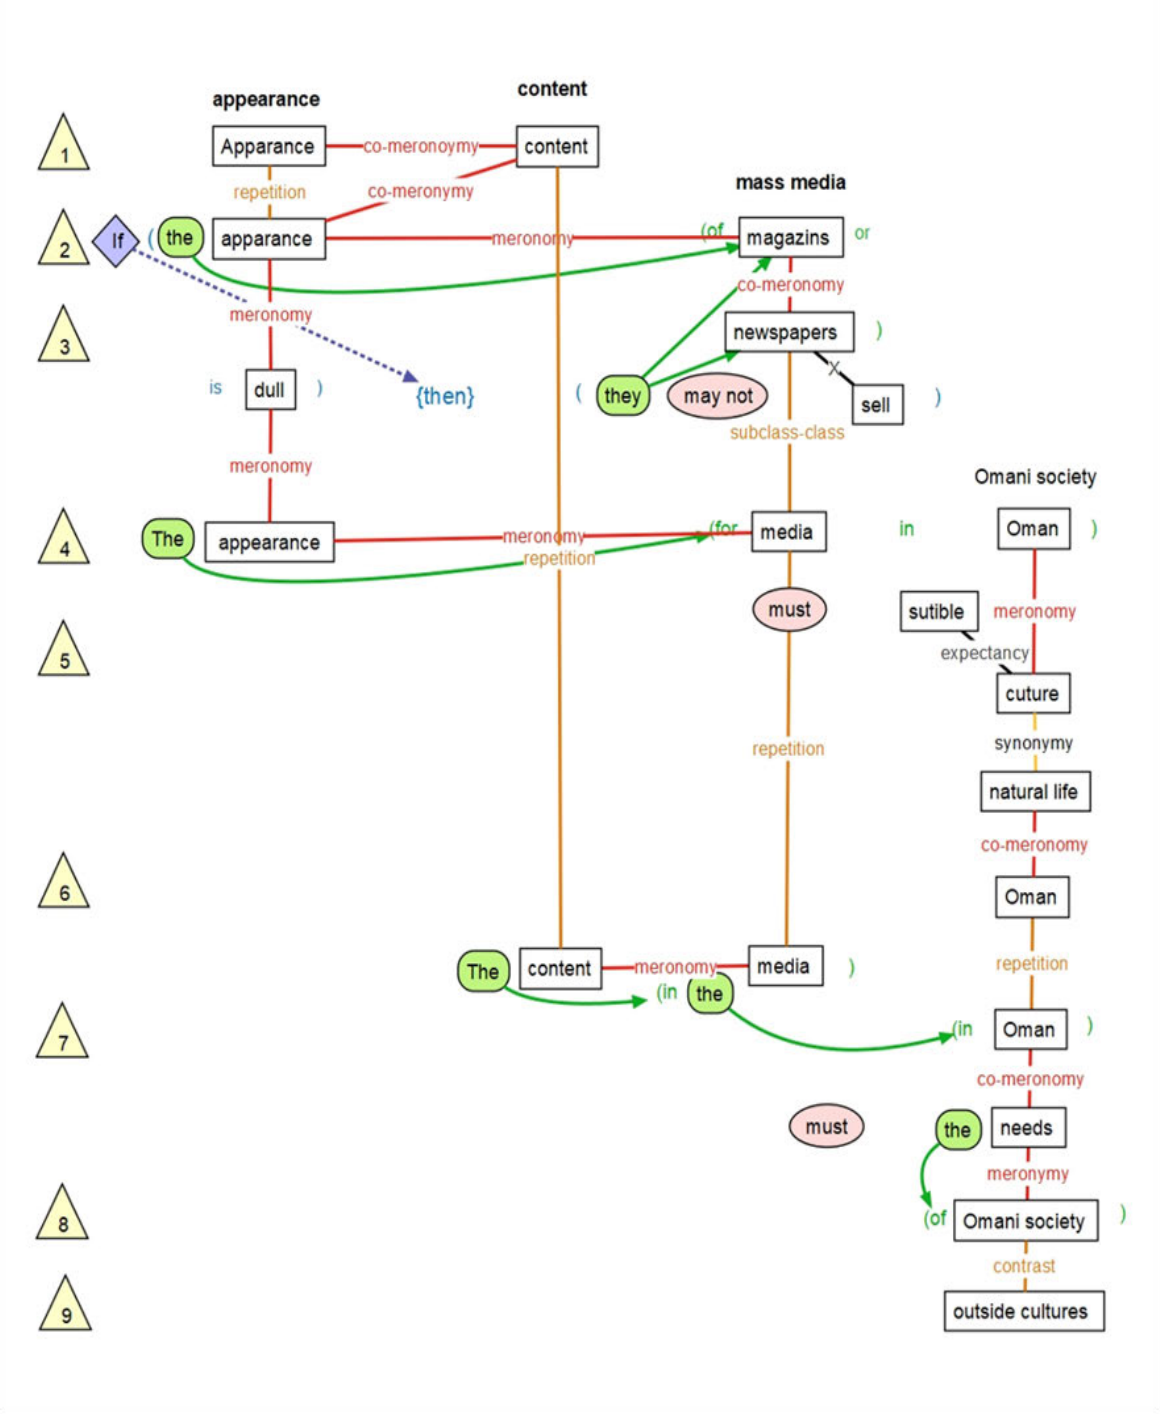 content
appearance
1 Apparance co-meronoymy content
repetition co-meronymy
mass media
2 If ( the apparance meronomy (of magazins or
co-meronomy
meronomy
3 newspapers )
is dull ) {then} ( they may not sell )
subclass-class
meronomy
Omani society
4 The appearance meronomy (for media in Oman )
repetition
must sutible meronomy
5 expectancy
cuture
repetition synonymy
natural life
co-meronomy
6 Oman
repetition
The content meronomy media )
(in the
7 (in Oman )
co-meronomy
must the needs
meronymy
8 (of Omani society )
contrast
9 outside cultures